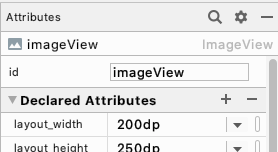 Attributes
imageView ImageView
id imageView
Declared Attributes
layout_width 200dp
layout_height 250dp